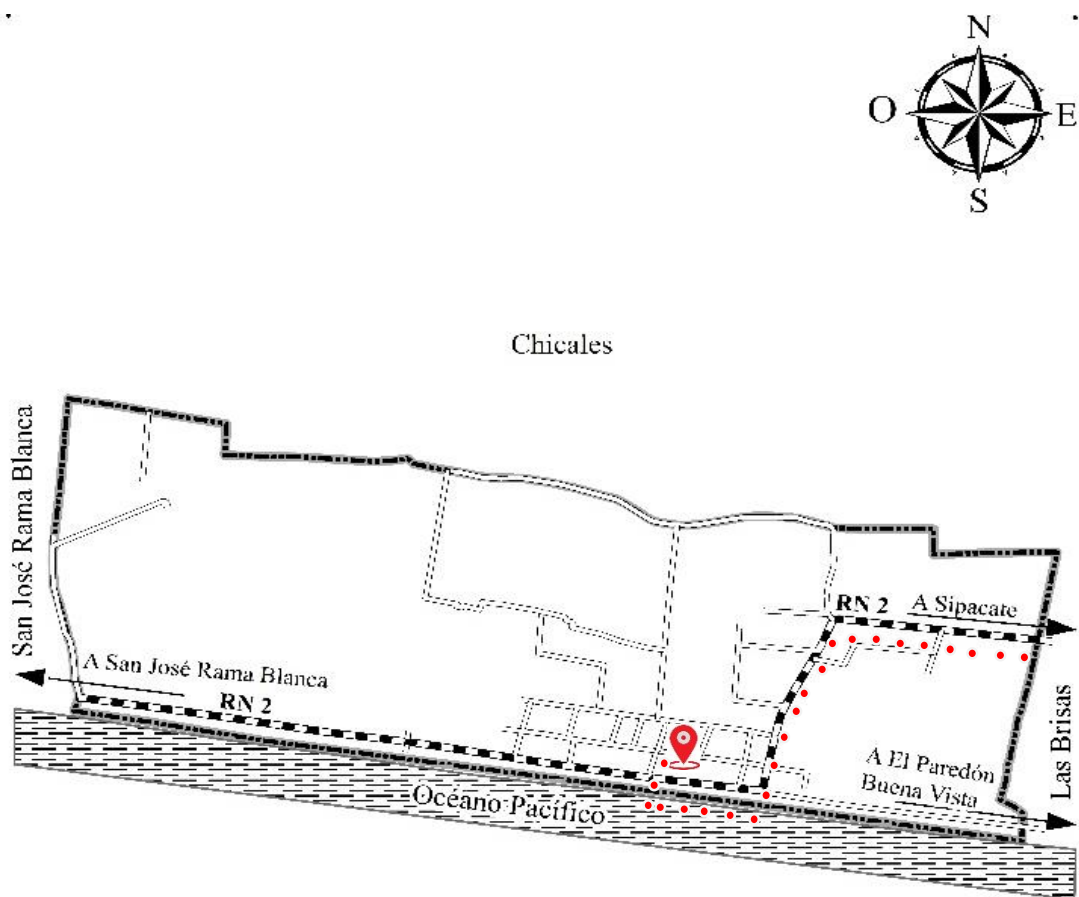 N
O
E
S
Chicales
San José Rama Blanca
RN 2
A Sipacate
A San José Rama Blanca
RN 2
A El Paredón
Buena Vista
Las Brisas
Océano Pacífico